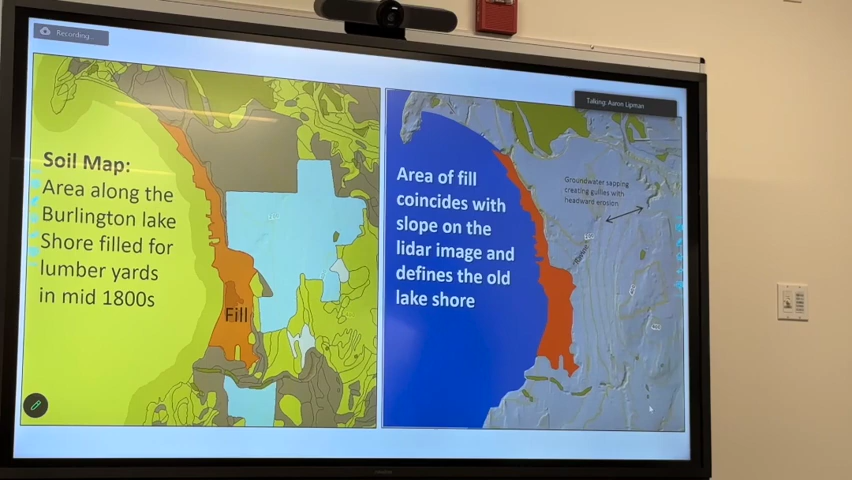 Recording...
Talking: Aaron Lipman
Soil Map:
Area along the
Burlington lake
Shore filled for
lumber yards
in mid 1800s
Fill
Area of fill
coincides with
slope on the
lidar image and
defines the old
lake shore
Groundwater sapping
creating gullies with
headward erosion
Ravine